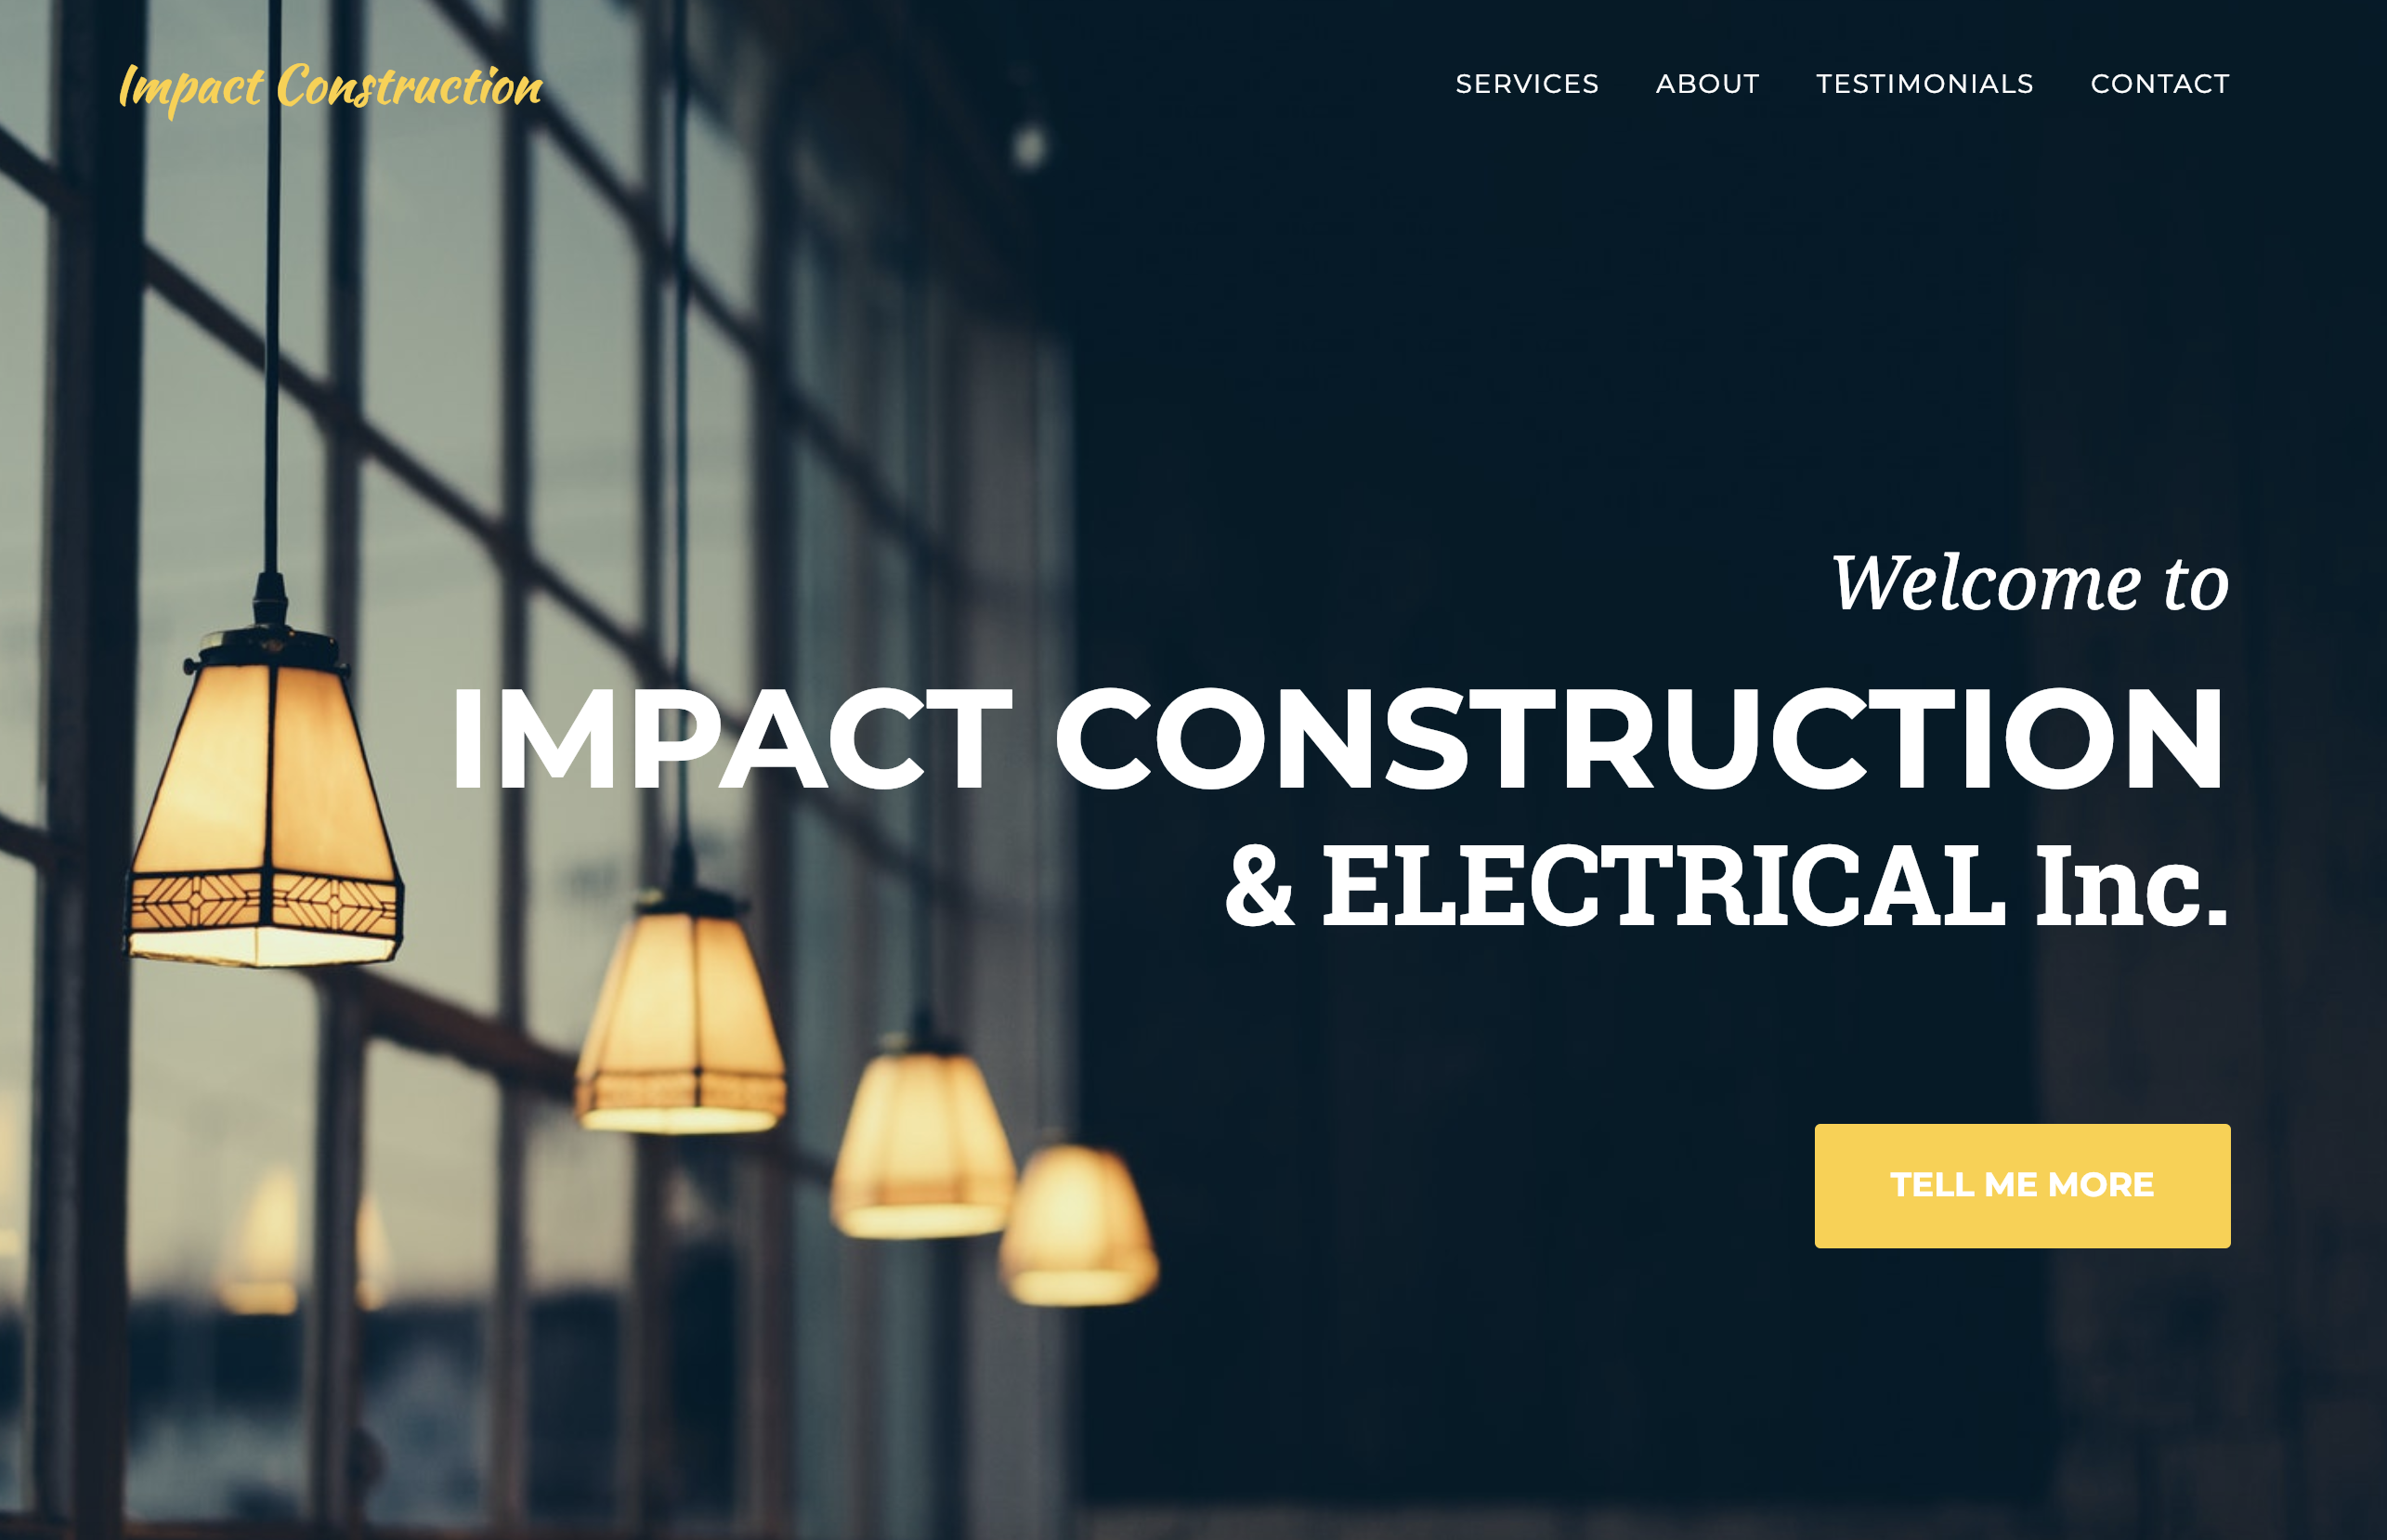 Impact Construction
SERVICES ABOUT TESTIMONIALS CONTACT
Welcome to
IMPACT CONSTRUCTION
& ELECTRICAL Inc.
TELL ME MORE